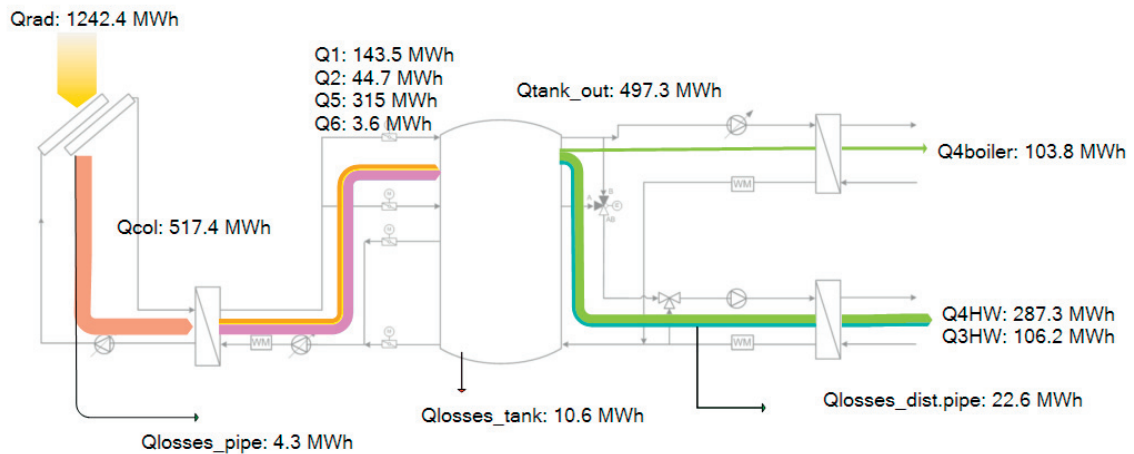 Qrad: 1242.4 MWh
Q1: 143.5 MWh
Q2: 44.7 MWh
Q5: 315 MWh
Q6: 3.6 MWh
Qtank_out: 497.3 MWh
Q4boiler: 103.8 MWh
WM
M
B
A
M
R
AB
Qcol: 517.4 MWh
M
Q4HW: 287.3 MWh
Q3HW: 106.2 MWh
WM
WM
Qlosses_dist.pipe: 22.6 MWh
Qlosses_tank: 10.6 MWh
Qlosses_pipe: 4.3 MWh